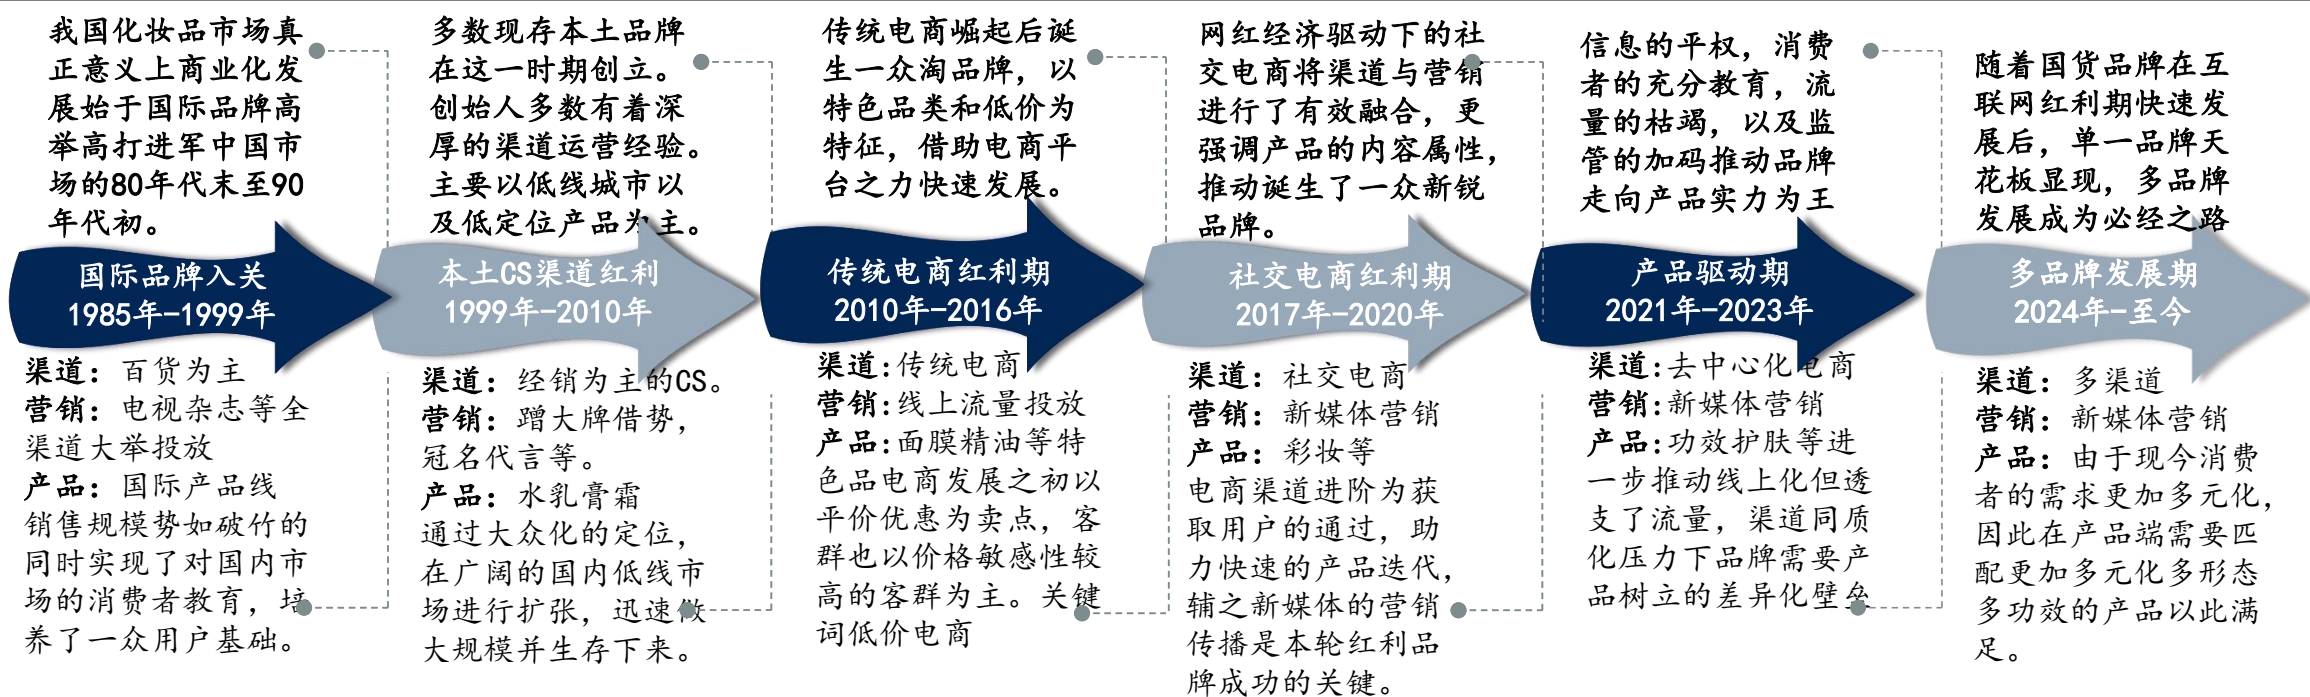 我国化妆品市场真
正意义上商业化发
展始于国际品牌高
举高打进军中国市
场的80年代末至90
年代初。
国际品牌入关
1985年-1999年
渠道：百货为主
营销：电视杂志等全
渠道大举投放
产品：国际产品线
销售规模势如破竹的
同时实现了对国内市
场的消费者教育，培
养了一众用户基础。
多数现存本土品牌
在这一时期创立。
创始人多数有着深
厚的渠道运营经验。
主要以低线城市以
及低定位产品为主。
本土CS渠道红利
1999年-2010年
渠道：经销为主的CS。
营销：蹭大牌借势，
冠名代言等。
产品：水乳膏霜
通过大众化的定位，
在广阔的国内低线市
场进行扩张，迅速做
大规模并生存下来。
传统电商崛起后诞
生一众淘品牌，以
特色品类和低价为
特征，借助电商平
台之力快速发展。
传统电商红利期
2010年-2016年
渠道:传统电商
营销:线上流量投放
产品:面膜精油等特
色品电商发展之初以
平价优惠为卖点，客
群也以价格敏感性较
高的客群为主。关键
词低价电商
网红经济驱动下的社
交电商将渠道与营销
进行了有效融合，更
强调产品的内容属性，
推动诞生了一众新锐
品牌。
社交电商红利期
2017年-2020年
渠道：社交电商
营销：新媒体营销
产品：彩妆等
电商渠道进阶为获
取用户的通过，助
力快速的产品迭代，
辅之新媒体的营销
传播是本轮红利品
牌成功的关键。
信息的平权，消费
者的充分教育，流
量的枯竭，以及监
管的加码推动品牌
走向产品实力为王
产品驱动期
2021年-2023年
渠道:去中心化电商
营销:新媒体营销
产品:功效护肤等进
一步推动线上化但透
支了流量，渠道同质
化压力下品牌需要产
品树立的差异化壁垒
随着国货品牌在互
联网红利期快速发
展后，单一品牌天
花板显现，多品牌
发展成为必经之路
多品牌发展期
2024年-至今
渠道：多渠道
营销：新媒体营销
产品：由于现今消费
者的需求更加多元化，
因此在产品端需要匹
配更加多元化多形态
多功效的产品以此满
足。